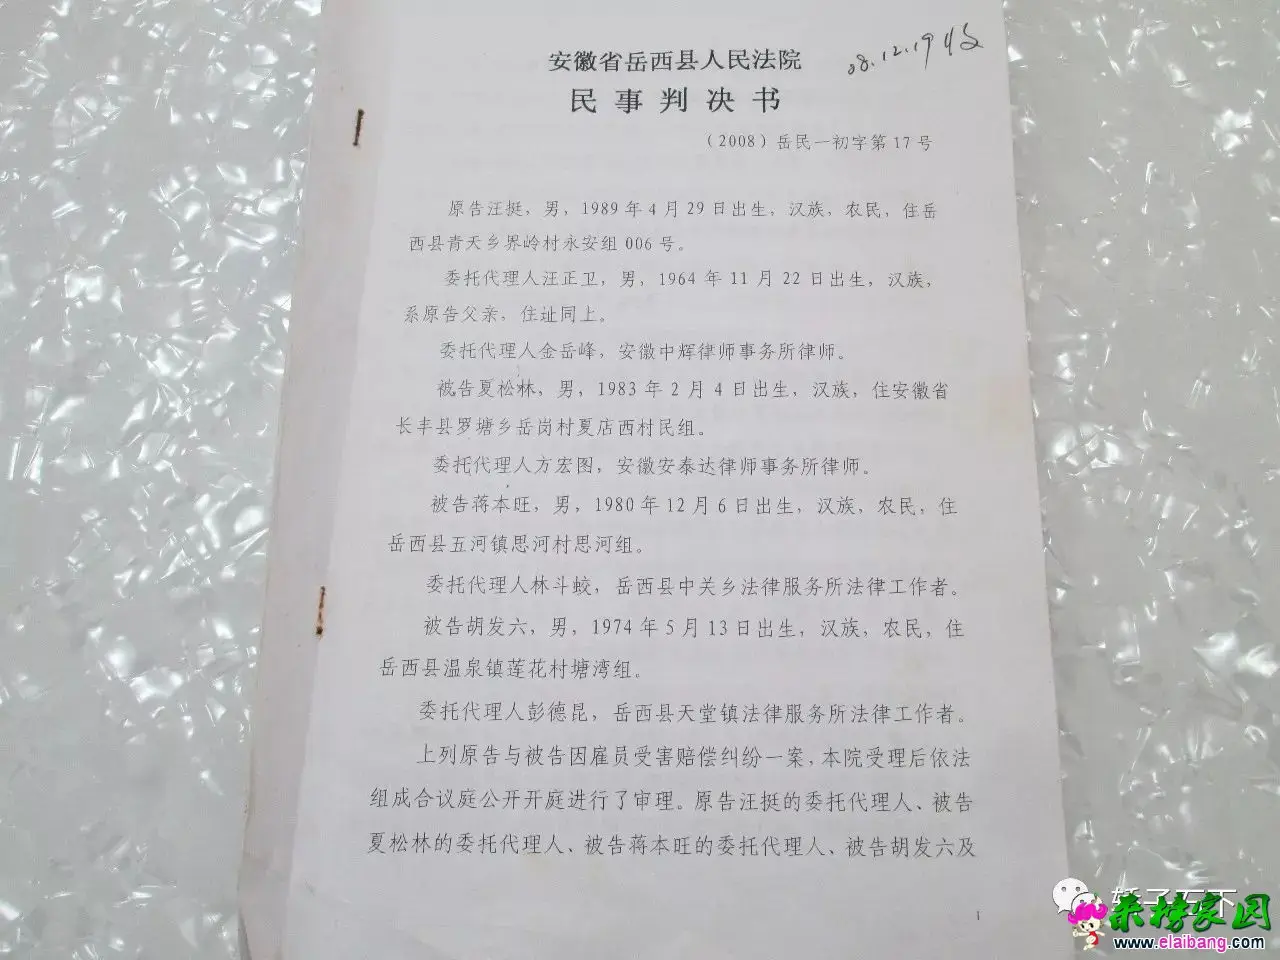 安徽省岳西县人民法院
08.12.19收
民事判决书
（2008）岳民一初字第17号
原告汪挺，男，1989年4月29日出生，汉族，农民，住岳
西县青天乡界岭村永安组006号。
委托代理人汪正卫，男，1964年11月22日出生，汉族，
系原告父亲，住址同上。
委托代理人金岳峰，安徽中辉律师事务所律师。
被告夏松林，男，1983年2月4日出生，汉族，住安徽省
长丰县罗塘乡岳岗村夏店西村民组。
委托代理人方宏图，安徽安泰达律师事务所律师。
被告蒋本旺，男，1980年12月6日出生，汉族，农民，住
岳西县五河镇思河村思河组。
委托代理人林斗蛟，岳西县中关乡法律服务所法律工作者。
被告胡发六，男，1974年5月13日出生，汉族，农民，住
岳西县温泉镇莲花村塘湾组。
委托代理人彭德昆，岳西县天堂镇法律服务所法律工作者。
上列原告与被告因雇员受害赔偿纠纷一案，本院受理后依法
组成合议庭公开开庭进行了审理。原告汪挺的委托代理人、被告
夏松林的委托代理人、被告蒋本旺的委托代理人、被告胡发六及
1
来榜家园
www.elaibang.com